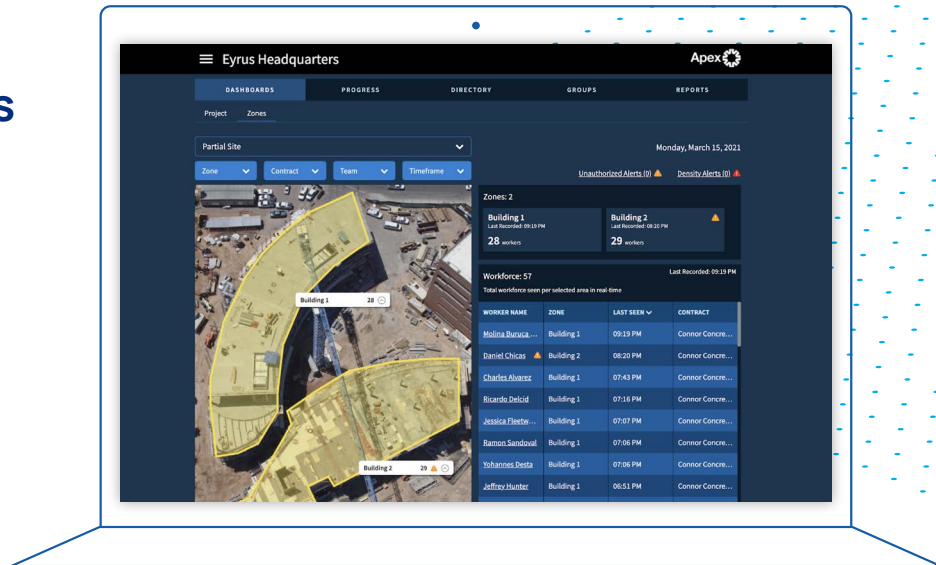 s
Eyrus Headquarters
Apex
DASHBOARDS PROGRESS DIRECTORY GROUPS REPORTS
Project Zones
Partial Site
Monday, March 15, 2021
Zone Contract Team Timeframe
Unauthorized Alerts (0) Density Alerts (0)
Zones: 2
Building 1
Last Recorded: 09:19 PM
28 workers
Building 2
Last Recorded: 08:20 PM
29 workers
Workforce: 57
Last Recorded: 09:19 PM
Total workforce seen per selected area in real-time
WORKER NAME ZONE LAST SEEN CONTRACT
Molina Buruca ... Building 1 09:19 PM Connor Concre...
Daniel Chicas Building 2 08:20 PM Connor Concre...
Charles Alvarez Building 1 07:43 PM Connor Concre...
Ricardo Delcid Building 1 07:16 PM Connor Concre...
Jessica Fleetw... Building 1 07:07 PM Connor Concre...
Ramon Sandoval Building 1 07:06 PM Connor Concre...
Yohannes Desta Building 1 07:06 PM Connor Concre...
Jeffrey Hunter Building 1 06:51 PM Connor Concre...
Building 1 28
Building 2 29